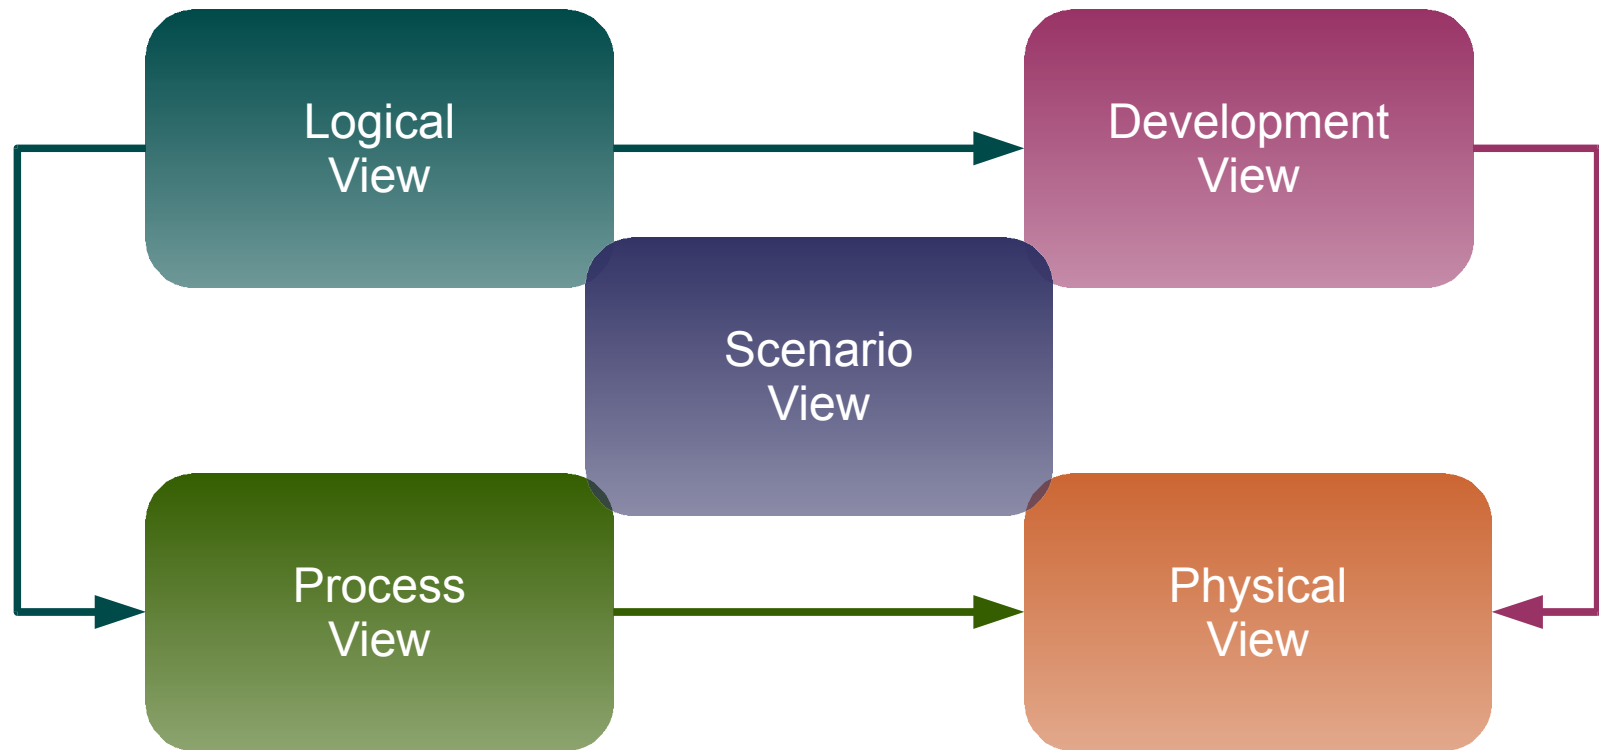 Logical
View
Development
View
Scenario
View
Process
View
Physical
View